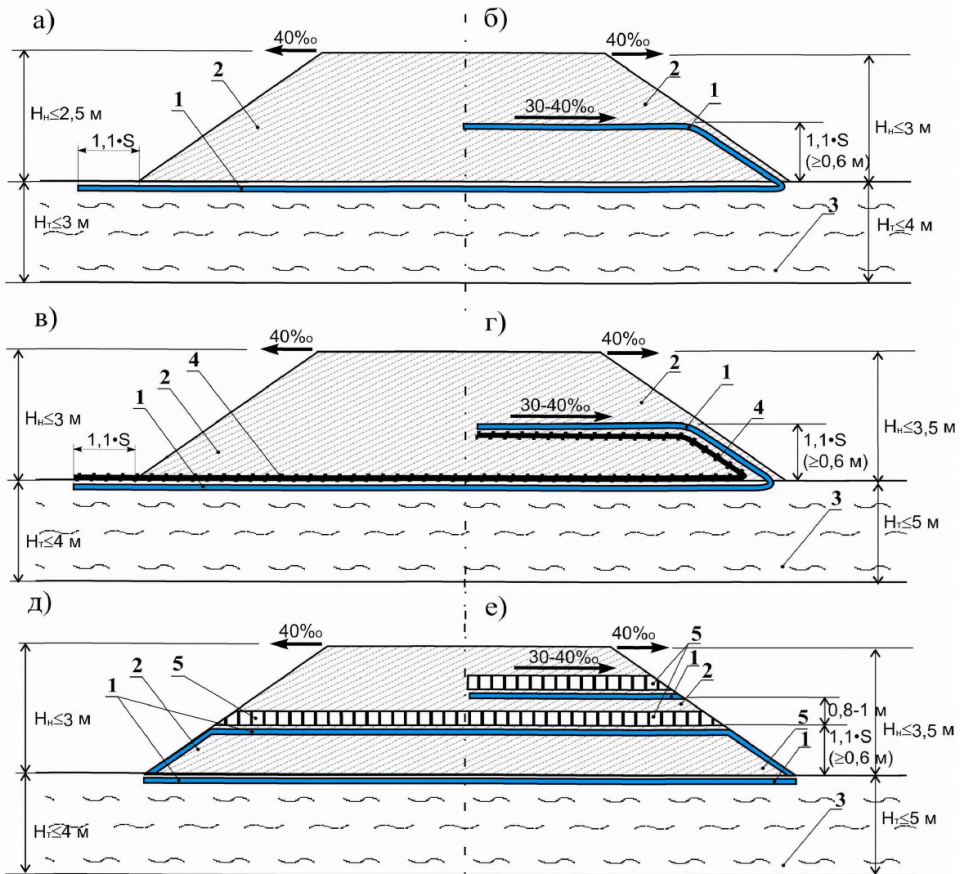 а)
б)
40‰
40‰
2
1
2
1
30-40‰
Hн≤2,5 м
1,1•S
Hн≤3 м
1,1•S
(≥0,6 м)
1
3
Hт≤3 м
Hт≤4 м
в)
г)
40‰
40‰
4
2
1
2
1
4
30-40‰
Hн≤3 м
1,1•S
Hн≤3,5 м
1,1•S
(≥0,6 м)
1
3
Hт≤4 м
Hт≤5 м
д)
е)
40‰
40‰
2
5
1
5
1
2
30-40‰
Hн≤3 м
0,8-1 м
Hн≤3,5 м
5
1,1•S
(≥0,6 м)
1
3
Hт≤4 м
Hт≤5 м